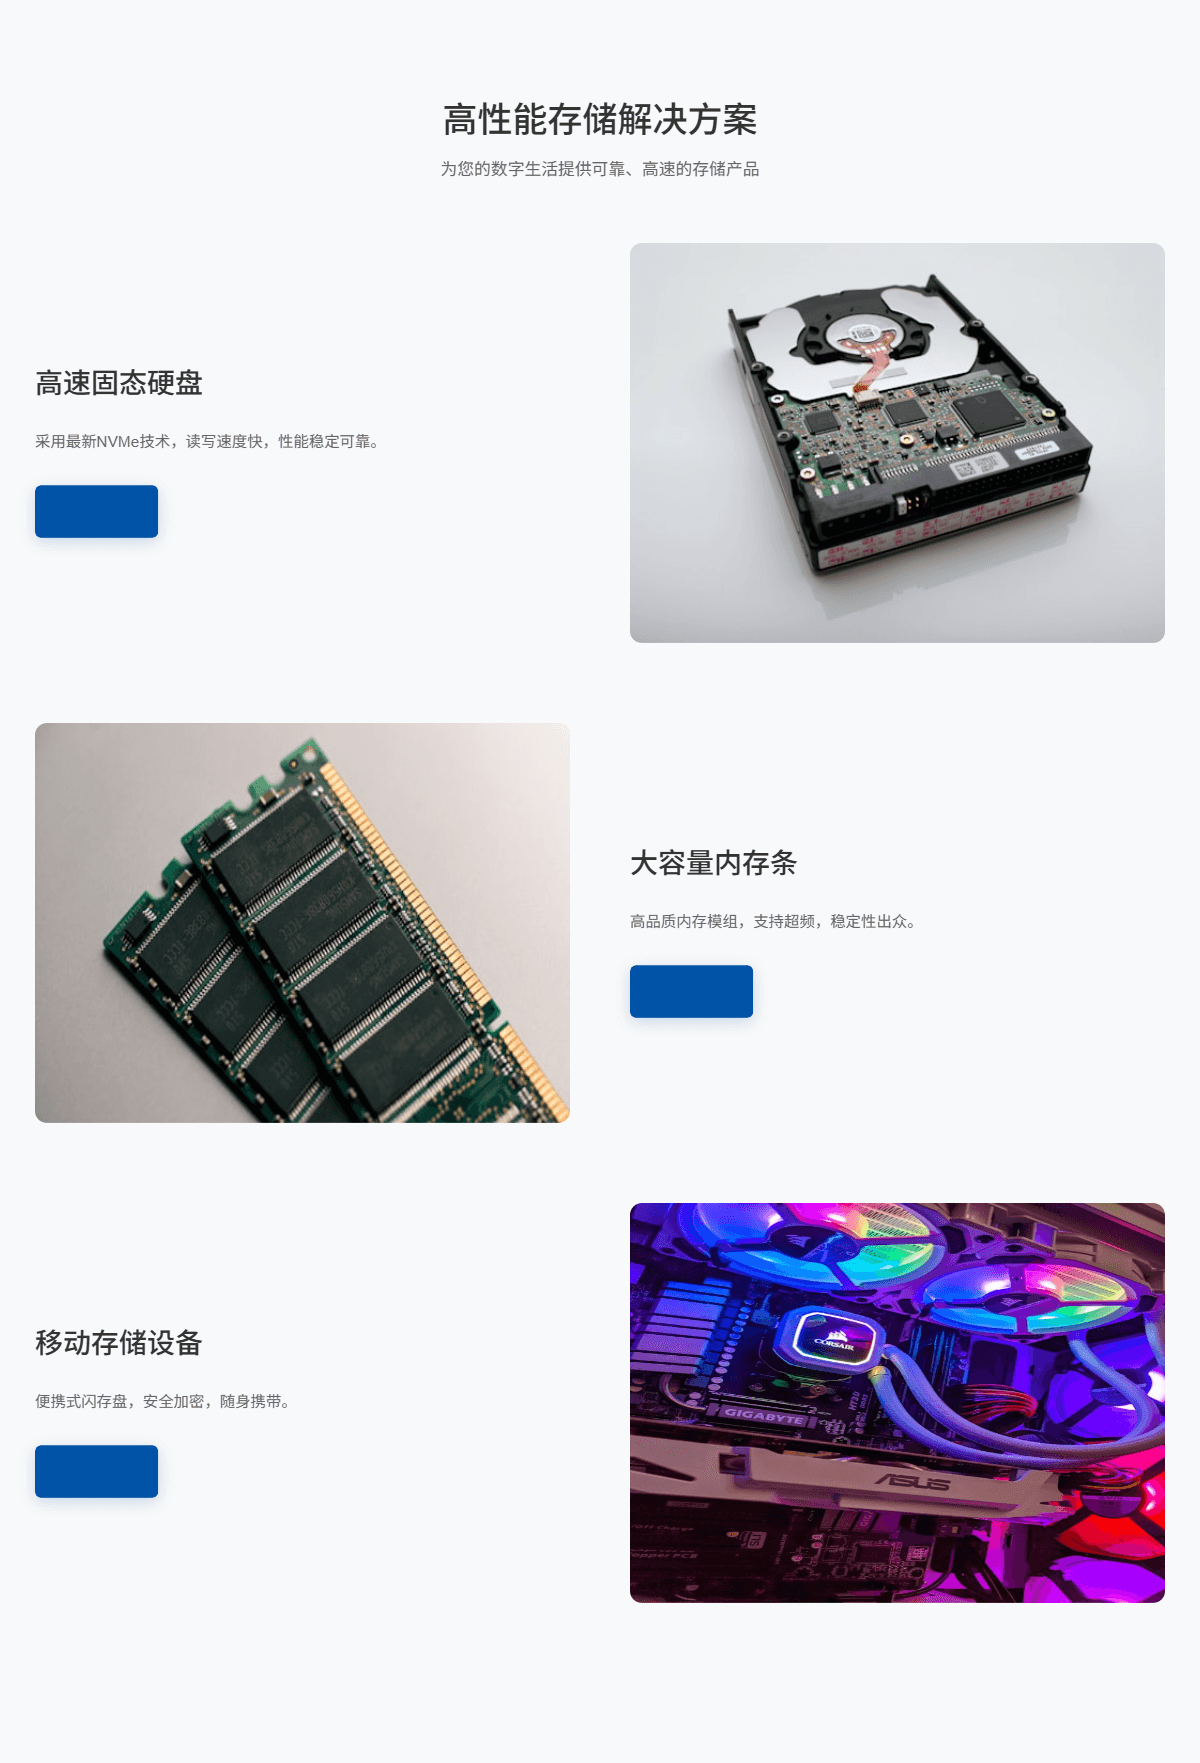 高性能存储解决方案
为您的数字生活提供可靠、高速的存储产品
高速固态硬盘
采用最新NVMe技术，读写速度快，性能稳定可靠。
大容量内存条
高品质内存模组，支持超频，稳定性出众。
移动存储设备
便携式闪存盘，安全加密，随身携带。
CORSAIR
GIGABYTE
ASUS